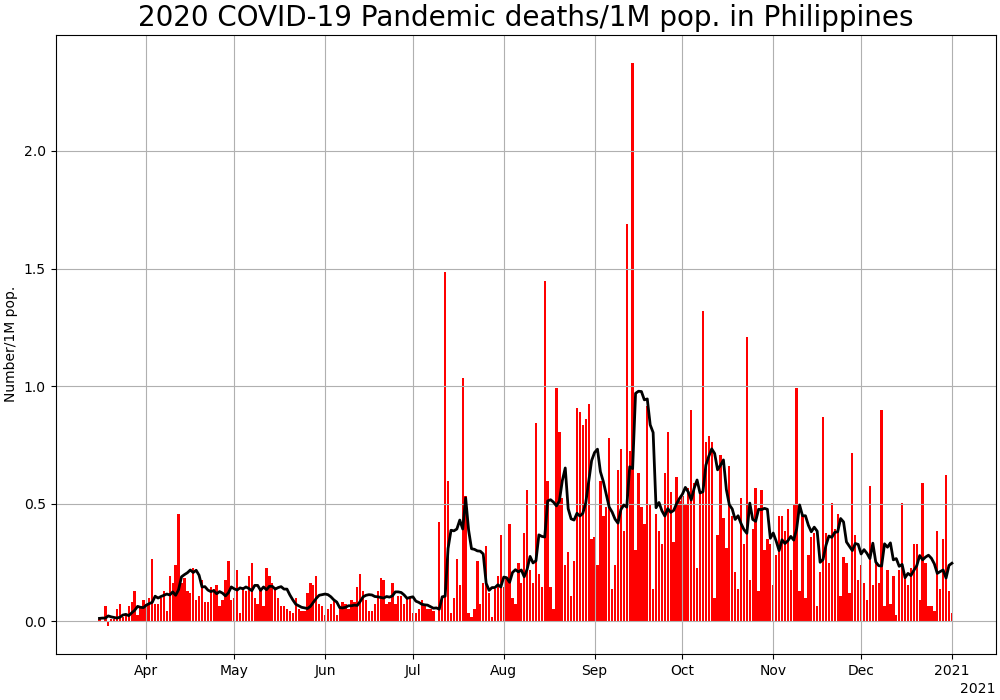 2020 COVID-19 Pandemic deaths/1M pop. in Philippines
Number/1M pop.
2.0
1.5
1.0
0.5
0.0
Apr May Jun Jul Aug Sep Oct Nov Dec 2021
2021